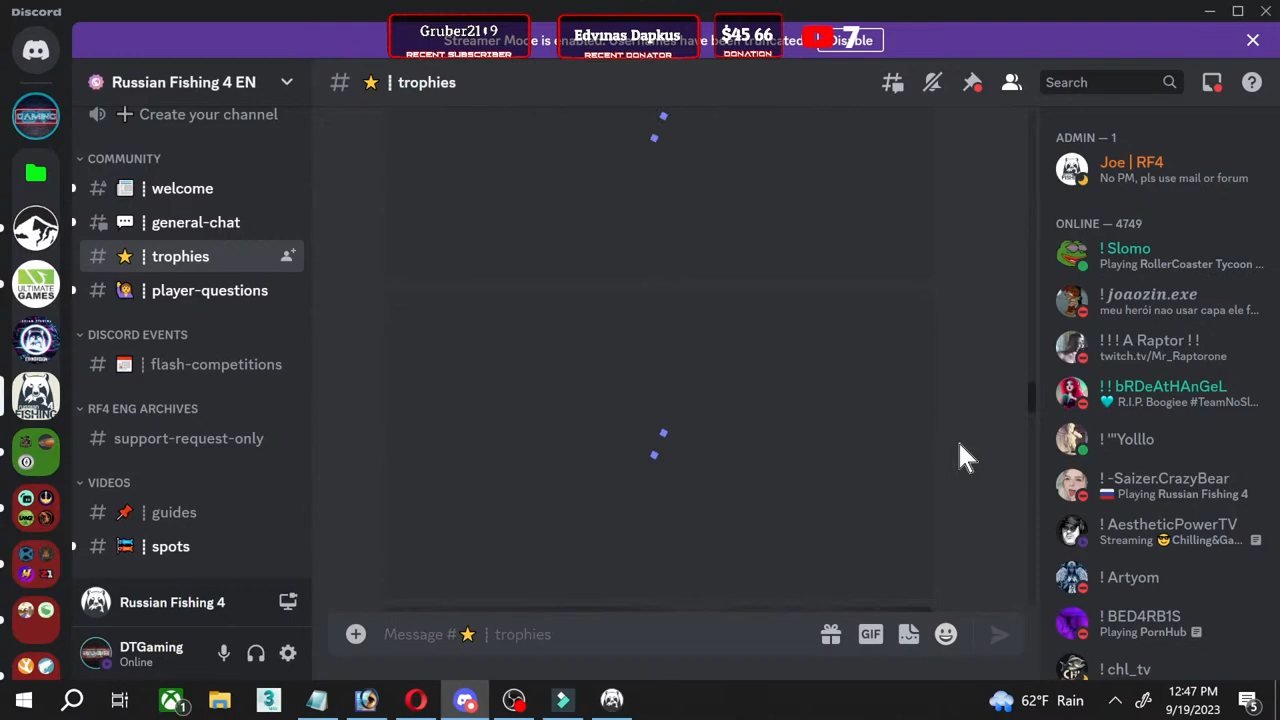 Discord
Gruber21
9
RECENT SUBSCRIBER
Edvinas Dapkus
RECENT DONATOR
$45 66
DONATION
7
Streamer Mode is enabled. Usernames have been truncated
Disable
Russian Fishing 4 EN
trophies
Search
Create your channel
COMMUNITY
welcome
general-chat
trophies
player-questions
DISCORD EVENTS
flash-competitions
RF4 ENG ARCHIVES
support-request-only
VIDEOS
guides
spots
Russian Fishing 4
DTGaming
Online
Message #
trophies
GIF
ADMIN — 1
Joe | RF4
No PM, pls use mail or forum
ONLINE — 4749
! Slomo
Playing RollerCoaster Tycoon ...
! joaozin.exe
meu herói nao usar capa ele f...
! ! ! A Raptor ! !
twitch.tv/Mr_Raptorone
! ! bRDeAtHAnGeL
R.I.P. Boogiee #TeamNoSl...
! '"Yolllo
! -Saizer.CrazyBear
Playing Russian Fishing 4
! AestheticPowerTV
Streaming 😎Chilling&Ga...
! Artyom
! BED4RB1S
Playing PornHub
! chl_tv
1
3
62°F Rain
12:47 PM
9/19/2023
5